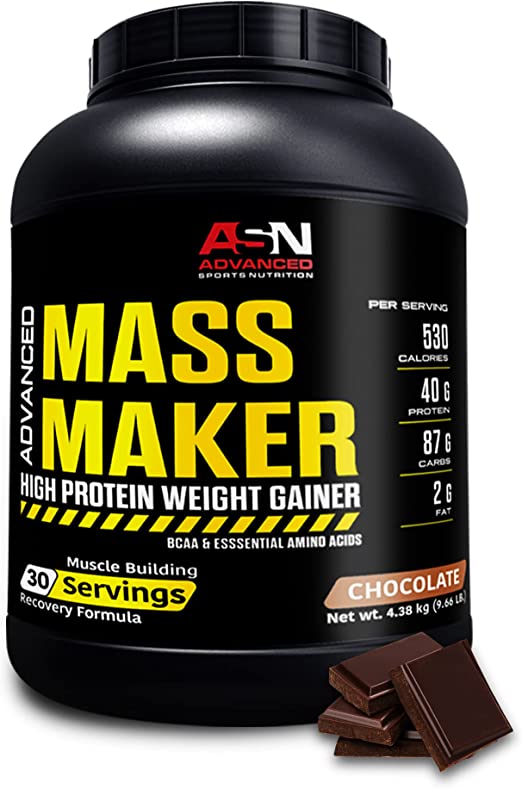 ASN
ADVANCED
SPORTS NUTRITION
ADVANCED
MASS
MAKER
HIGH PROTEIN WEIGHT GAINER
BCAA & ESSSENTIAL AMINO ACIDS
PER SERVING
530
CALORIES
40 G
PROTEIN
87 G
CARBS
2 G
FAT
Muscle Building
30 Servings
Recovery Formula
CHOCOLATE
Net wt. 4.38 kg (9.66 LB.)